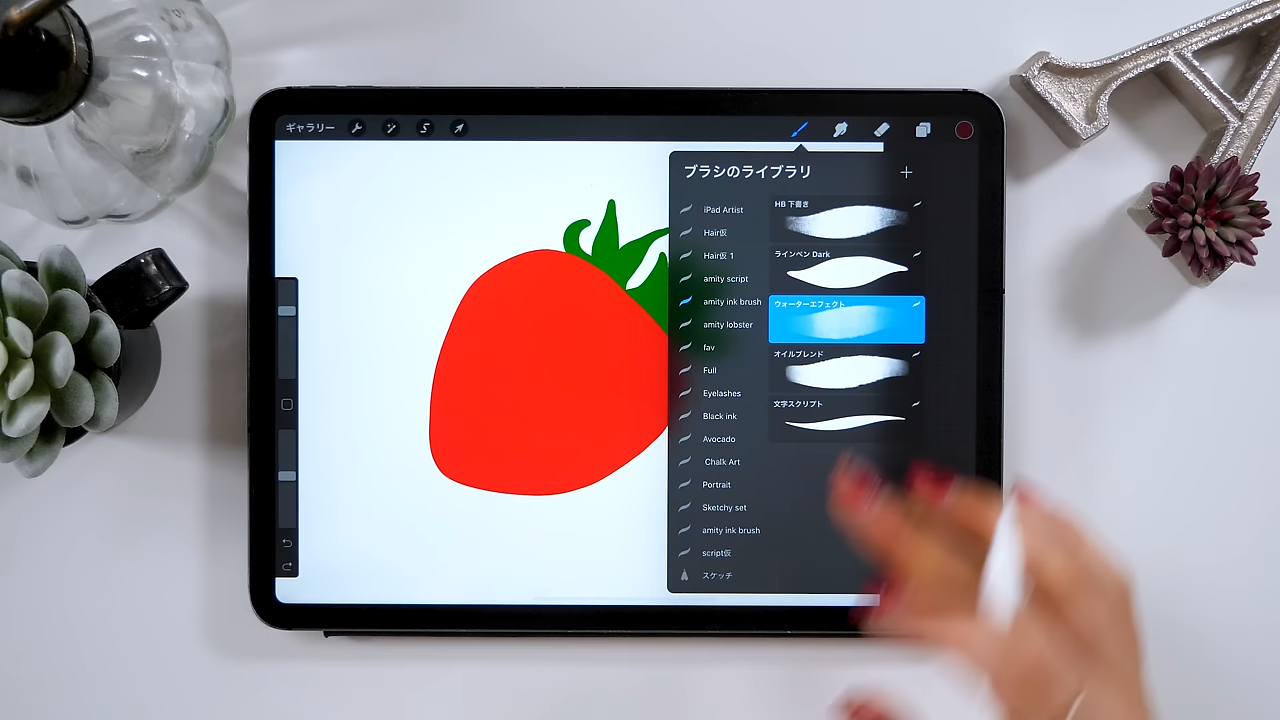 ギャラリー
ブラシのライブラリ
iPad Artist
Hair仮
Hair仮 1
amity script
amity ink brush
amity lobster
fav
Full
Eyelashes
Black ink
Avocado
Chalk Art
Portrait
Sketchy set
amity ink brush
script仮
スケッチ
HB 下書き
ラインペン Dark
ウォーターエフェクト
オイルブレンド
文字スクリプト
A